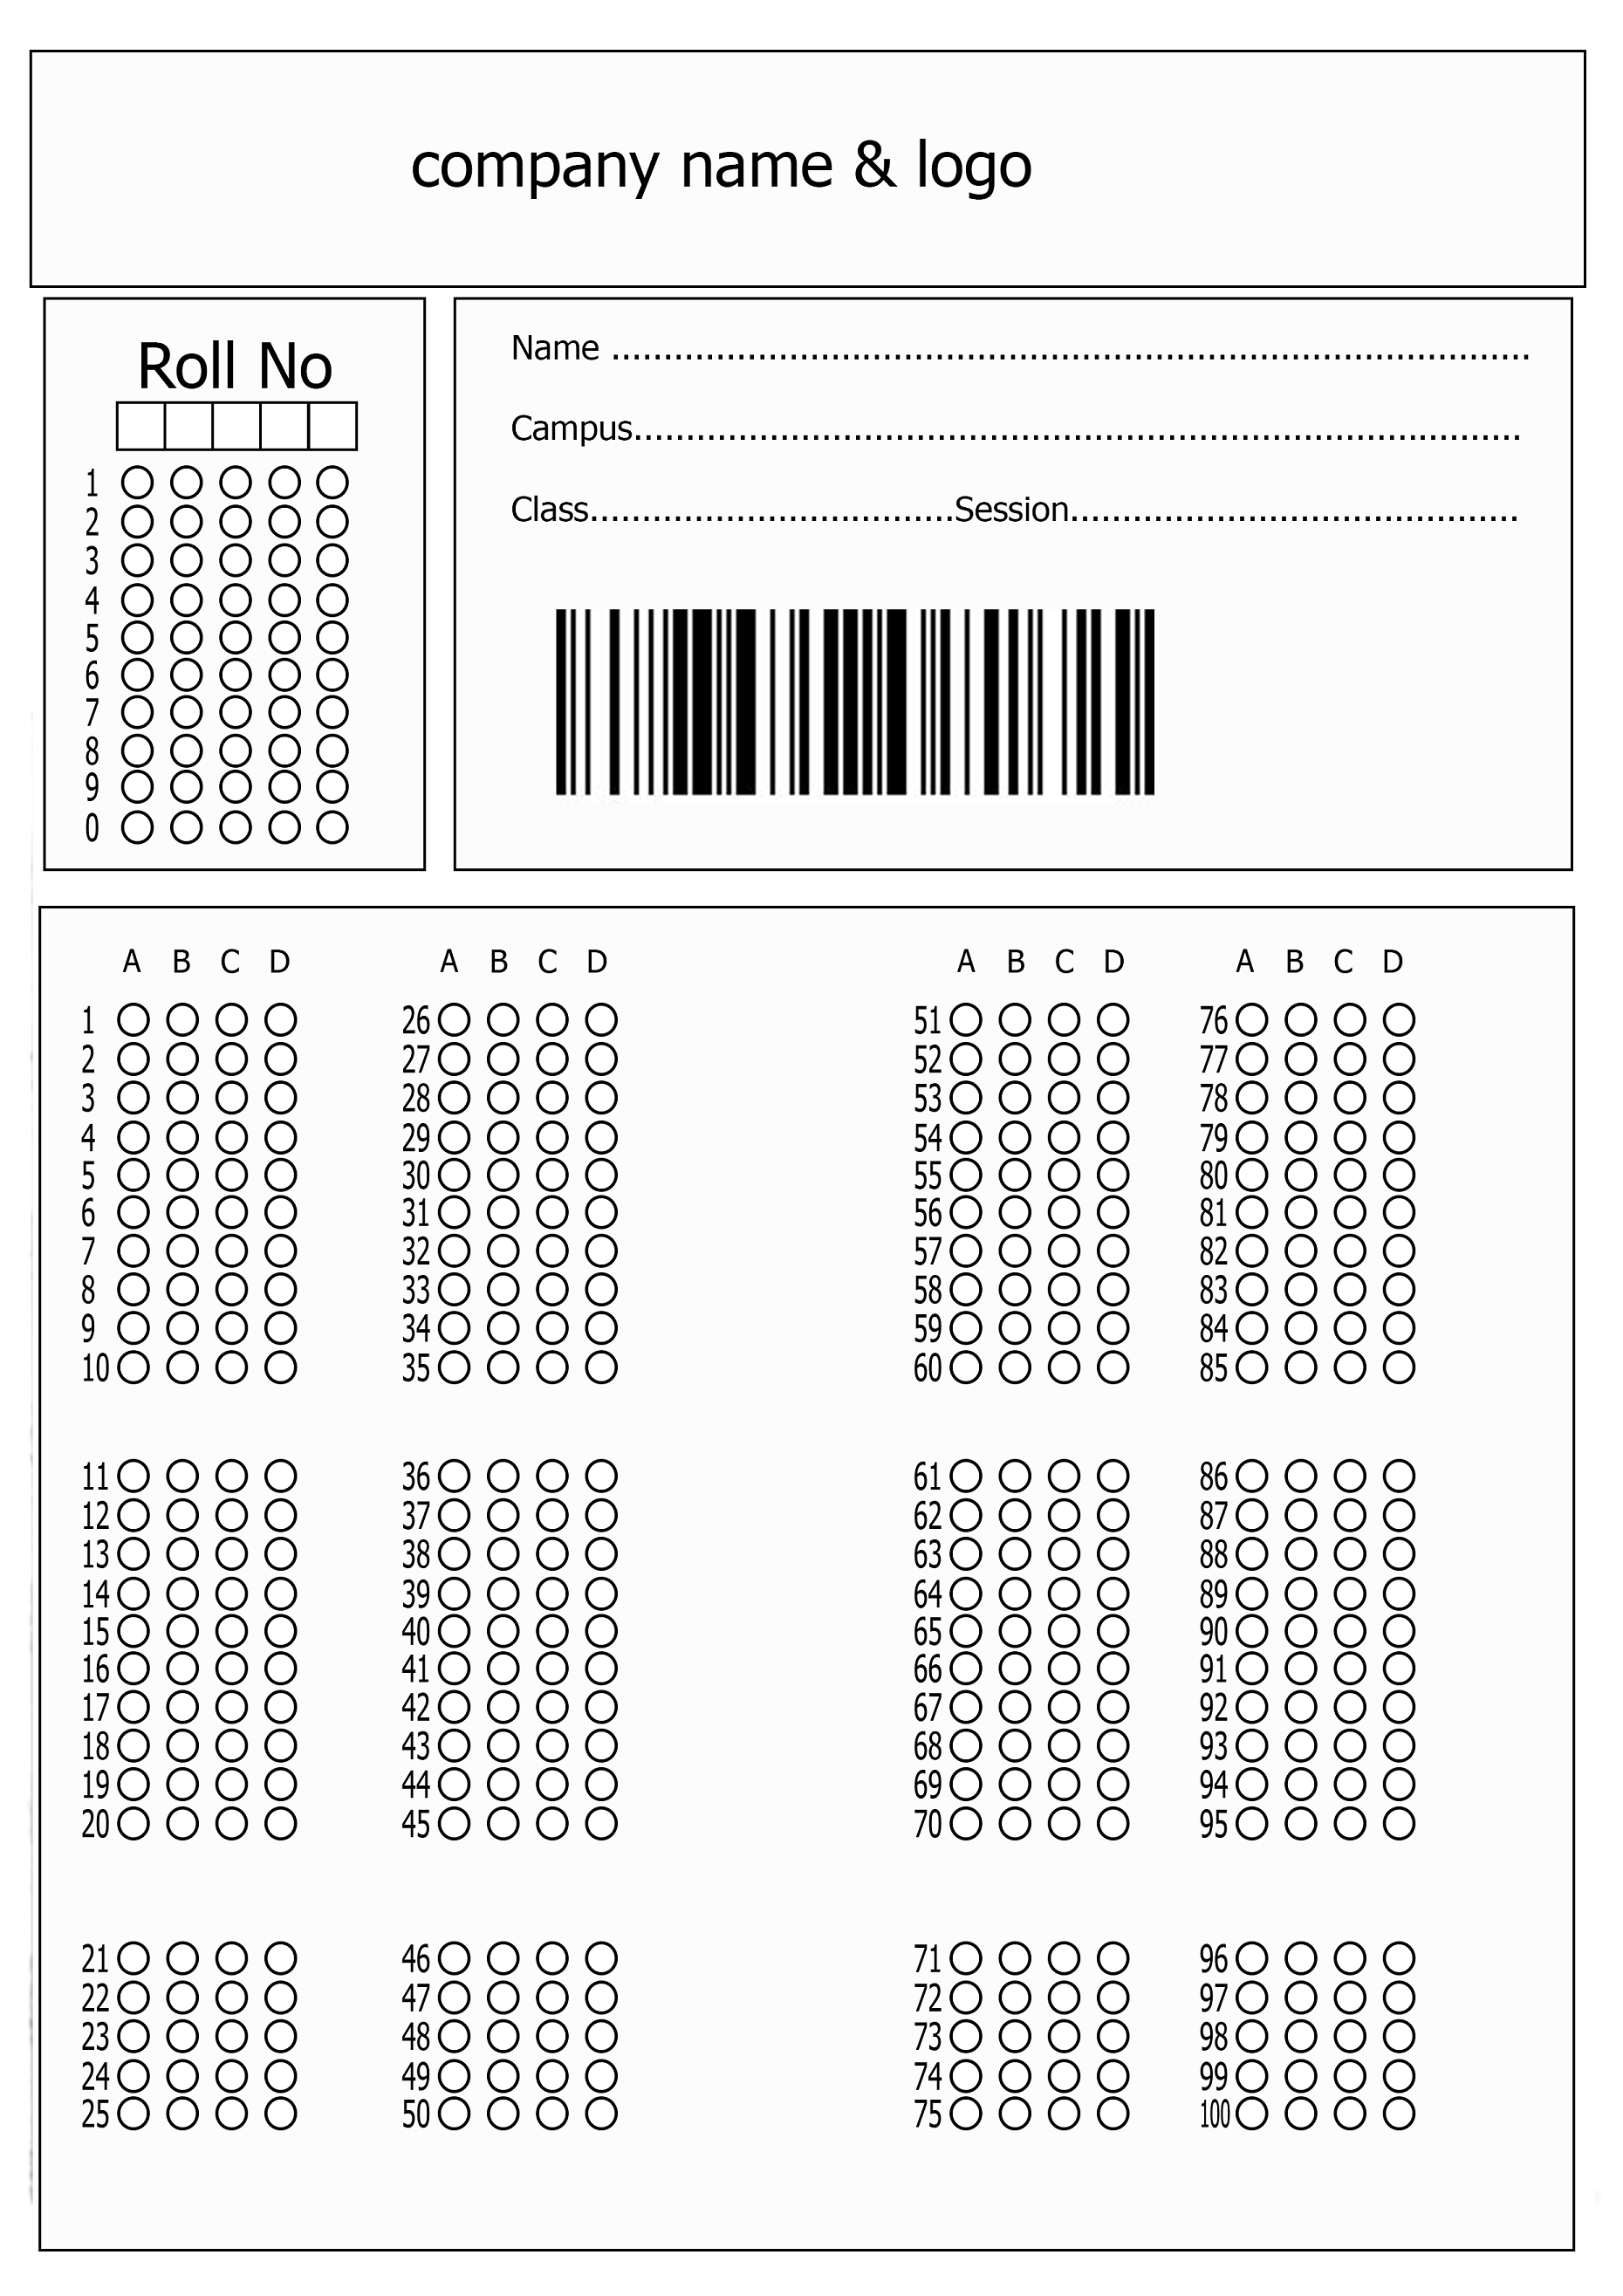 company name & logo
Roll No
1
2
3
4
5
6
7
8
9
0
Name ........................................................................................
Campus.....................................................................................
Class...................................Session...........................................
A B C D A B C D A B C D A B C D
1 26 51 76
2 27 52 77
3 28 53 78
4 29 54 79
5 30 55 80
6 31 56 81
7 32 57 82
8 33 58 83
9 34 59 84
10 35 60 85
11 36 61 86
12 37 62 87
13 38 63 88
14 39 64 89
15 40 65 90
16 41 66 91
17 42 67 92
18 43 68 93
19 44 69 94
20 45 70 95
21 46 71 96
22 47 72 97
23 48 73 98
24 49 74 99
25 50 75 100